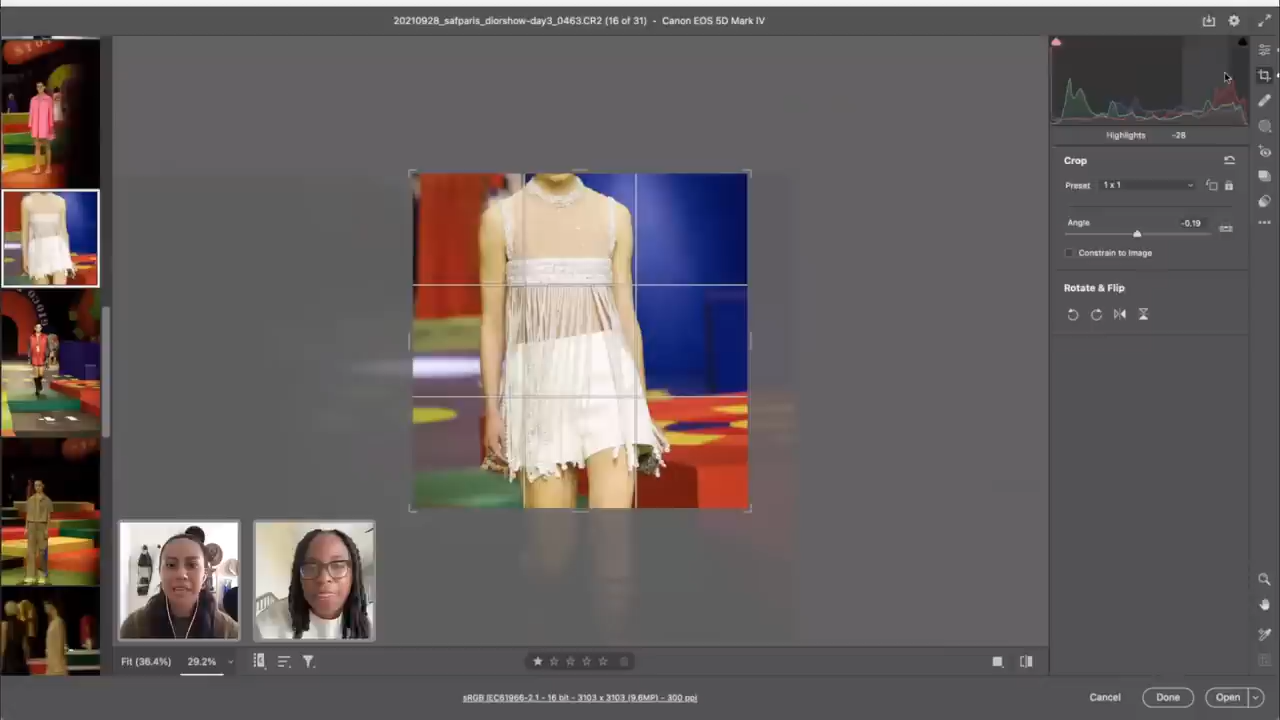 20210928_safparis_diorshow-day3_0463.CR2 (16 of 31) - Canon EOS 5D Mark IV
Highlights -28
Crop
Preset 1 x 1
Angle -0.19
Constrain to Image
Rotate & Flip
Fit (36.4%) 29.2%
sRGB IEC61966-2.1 - 16 bit - 3103 x 3103 (9.6MP) - 300 ppi
Cancel Done Open